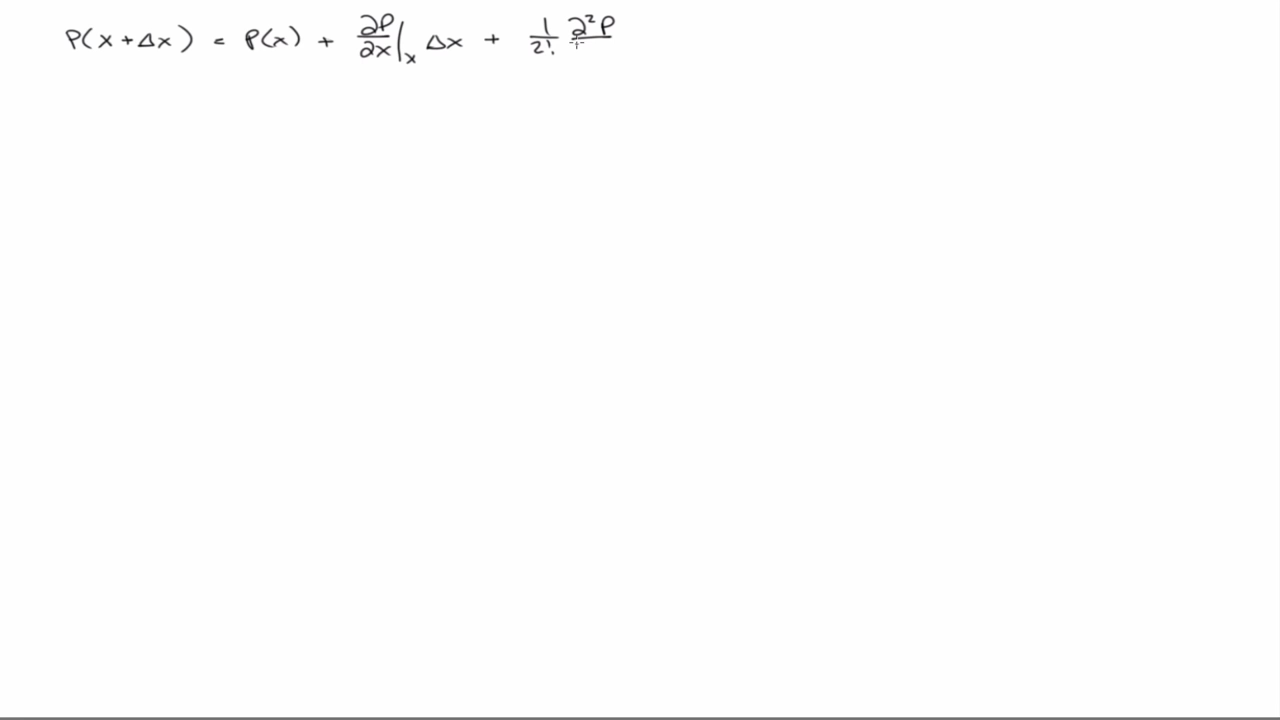 P(x+Δx) = P(x) + ∂P/∂x|ₓ Δx + 1/2! ∂²P/